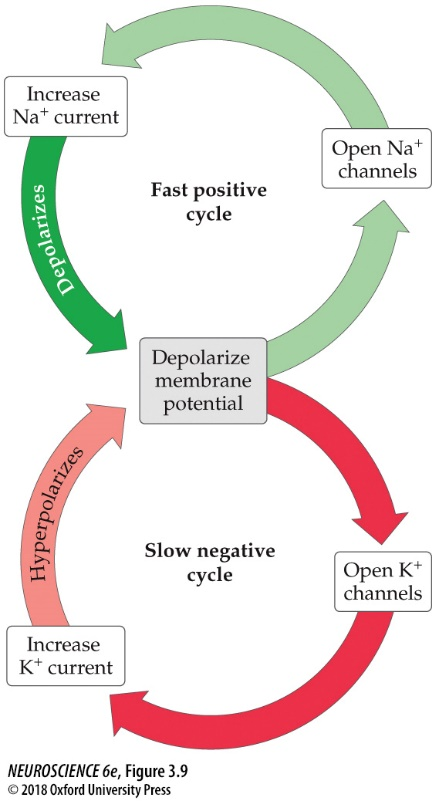 Increase
Na⁺ current
Open Na⁺
channels
Fast positive
cycle
Depolarizes
Depolarize
membrane
potential
Hyperpolarizes
Slow negative
cycle
Open K⁺
channels
Increase
K⁺ current
NEUROSCIENCE 6e, Figure 3.9
© 2018 Oxford University Press